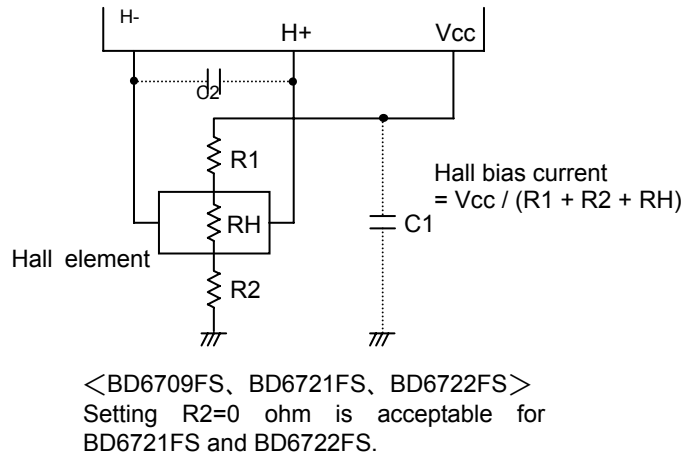 H-
H+
Vcc
C2
R1
Hall bias current
= Vcc / (R1 + R2 + RH)
RH
C1
Hall element
R2
＜BD6709FS、BD6721FS、BD6722FS＞
Setting R2=0 ohm is acceptable for
BD6721FS and BD6722FS.